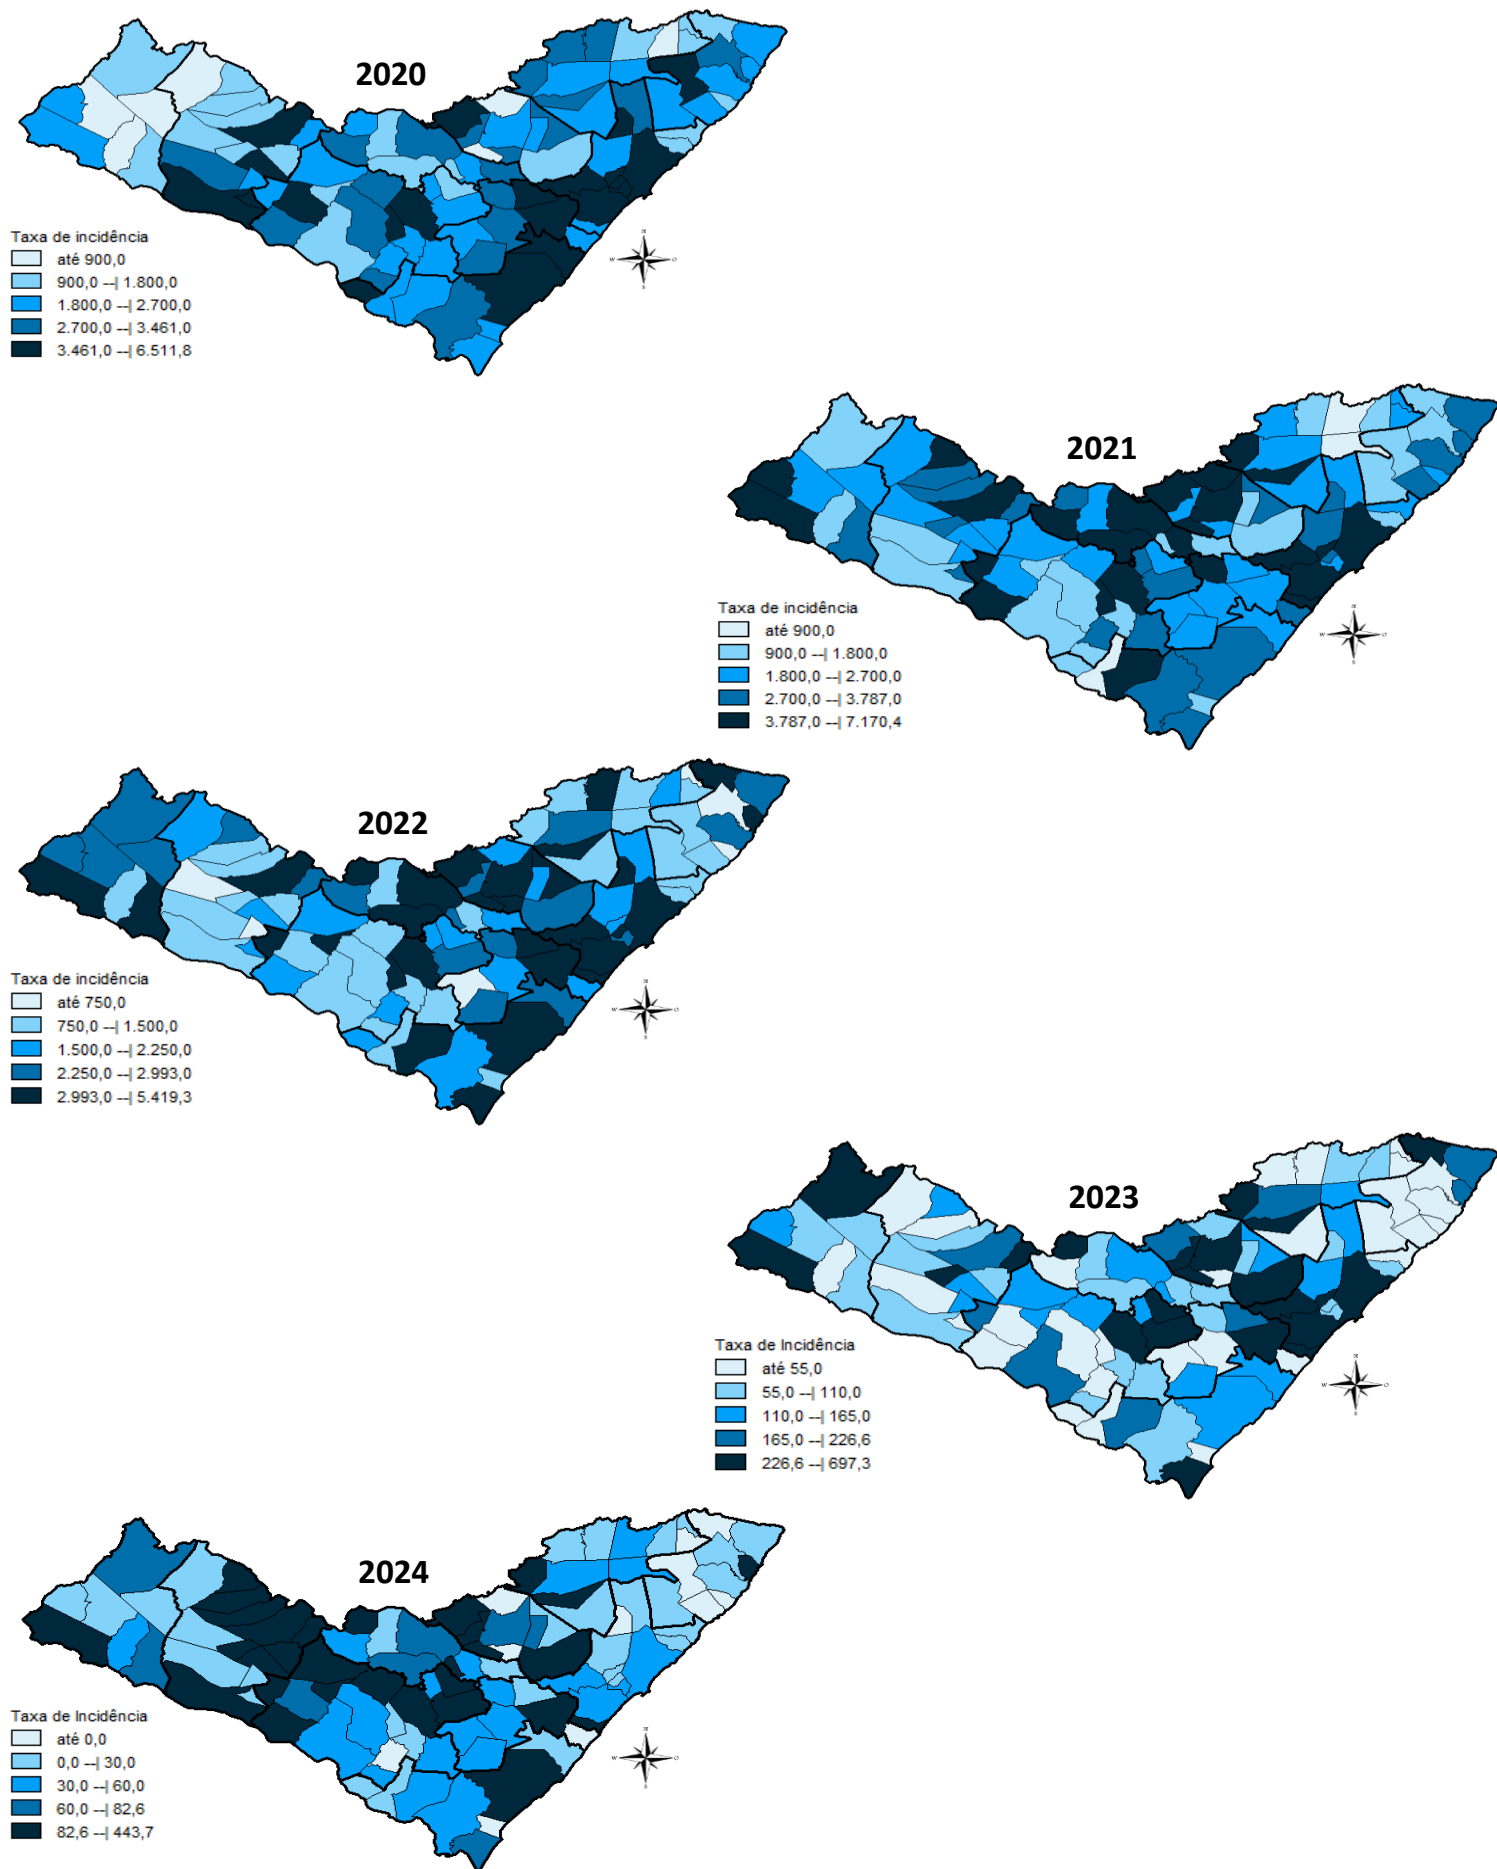 2020
Taxa de incidência
até 900,0
900,0 --| 1.800,0
1.800,0 --| 2.700,0
2.700,0 --| 3.461,0
3.461,0 --| 6.511,8
N
W
O
S
2021
Taxa de incidência
até 900,0
900,0 --| 1.800,0
1.800,0 --| 2.700,0
2.700,0 --| 3.787,0
3.787,0 --| 7.170,4
N
W
O
S
2022
Taxa de incidência
até 750,0
750,0 --| 1.500,0
1.500,0 --| 2.250,0
2.250,0 --| 2.993,0
2.993,0 --| 5.419,3
N
W
O
S
2023
Taxa de Incidência
até 55,0
55,0 --| 110,0
110,0 --| 165,0
165,0 --| 226,6
226,6 --| 697,3
N
W
O
S
2024
Taxa de Incidência
até 0,0
0,0 --| 30,0
30,0 --| 60,0
60,0 --| 82,6
82,6 --| 443,7
N
W
O
S